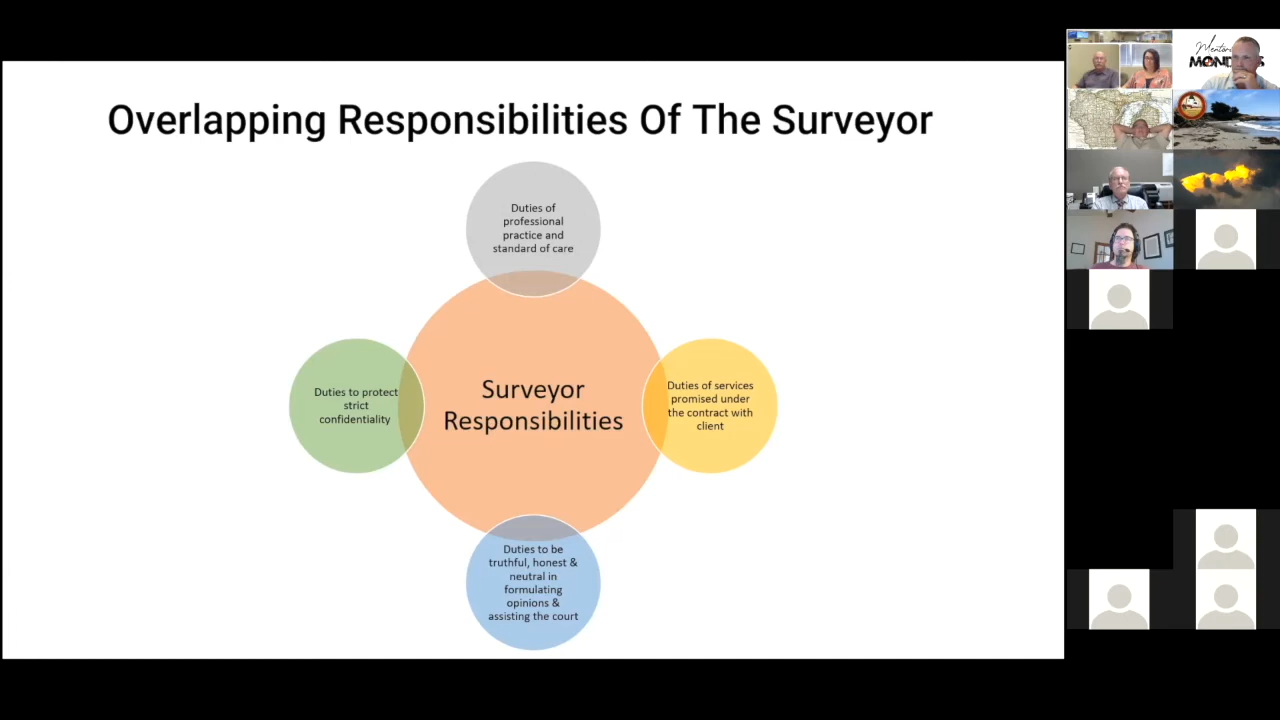 Overlapping Responsibilities Of The Surveyor
Duties of
professional
practice and
standard of care
Duties to protect
strict
confidentiality
Surveyor
Responsibilities
Duties of services
promised under
the contract with
client
Duties to be
truthful, honest &
neutral in
formulating
opinions &
assisting the court